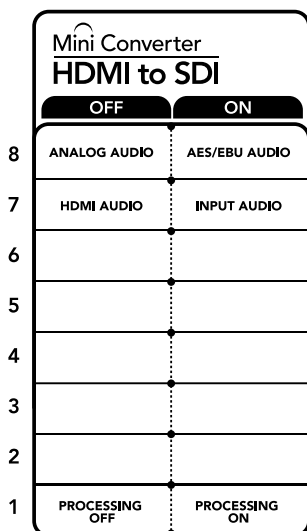 Mini Converter
HDMI to SDI
OFF ON
8 ANALOG AUDIO AES/EBU AUDIO
7 HDMI AUDIO INPUT AUDIO
6
5
4
3
2
1 PROCESSING OFF PROCESSING ON